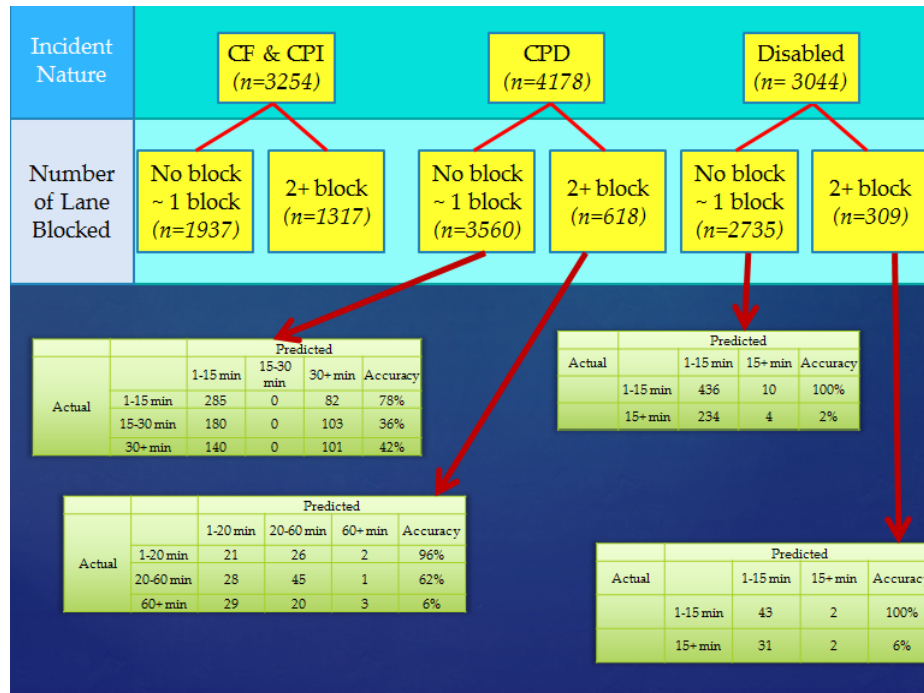 Incident
Nature
CF & CPI
(n=3254)
CPD
(n=4178)
Disabled
(n= 3044)
Number
of Lane
Blocked
No block
~ 1 block
(n=1937)
2+ block
(n=1317)
No block
~ 1 block
(n=3560)
2+ block
(n=618)
No block
~ 1 block
(n=2735)
2+ block
(n=309)
Predicted
Actual 1-15 min 15-30 min 30+ min Accuracy
1-15 min 285 0 82 78%
15-30 min 180 0 103 36%
30+ min 140 0 101 42%
Predicted
Actual 1-15 min 15+ min Accuracy
1-15 min 436 10 100%
15+ min 234 4 2%
Predicted
Actual 1-20 min 20-60 min 60+ min Accuracy
1-20 min 21 26 2 96%
20-60 min 28 45 1 62%
60+ min 29 20 3 6%
Predicted
Actual 1-15 min 15+ min Accuracy
1-15 min 43 2 100%
15+ min 31 2 6%